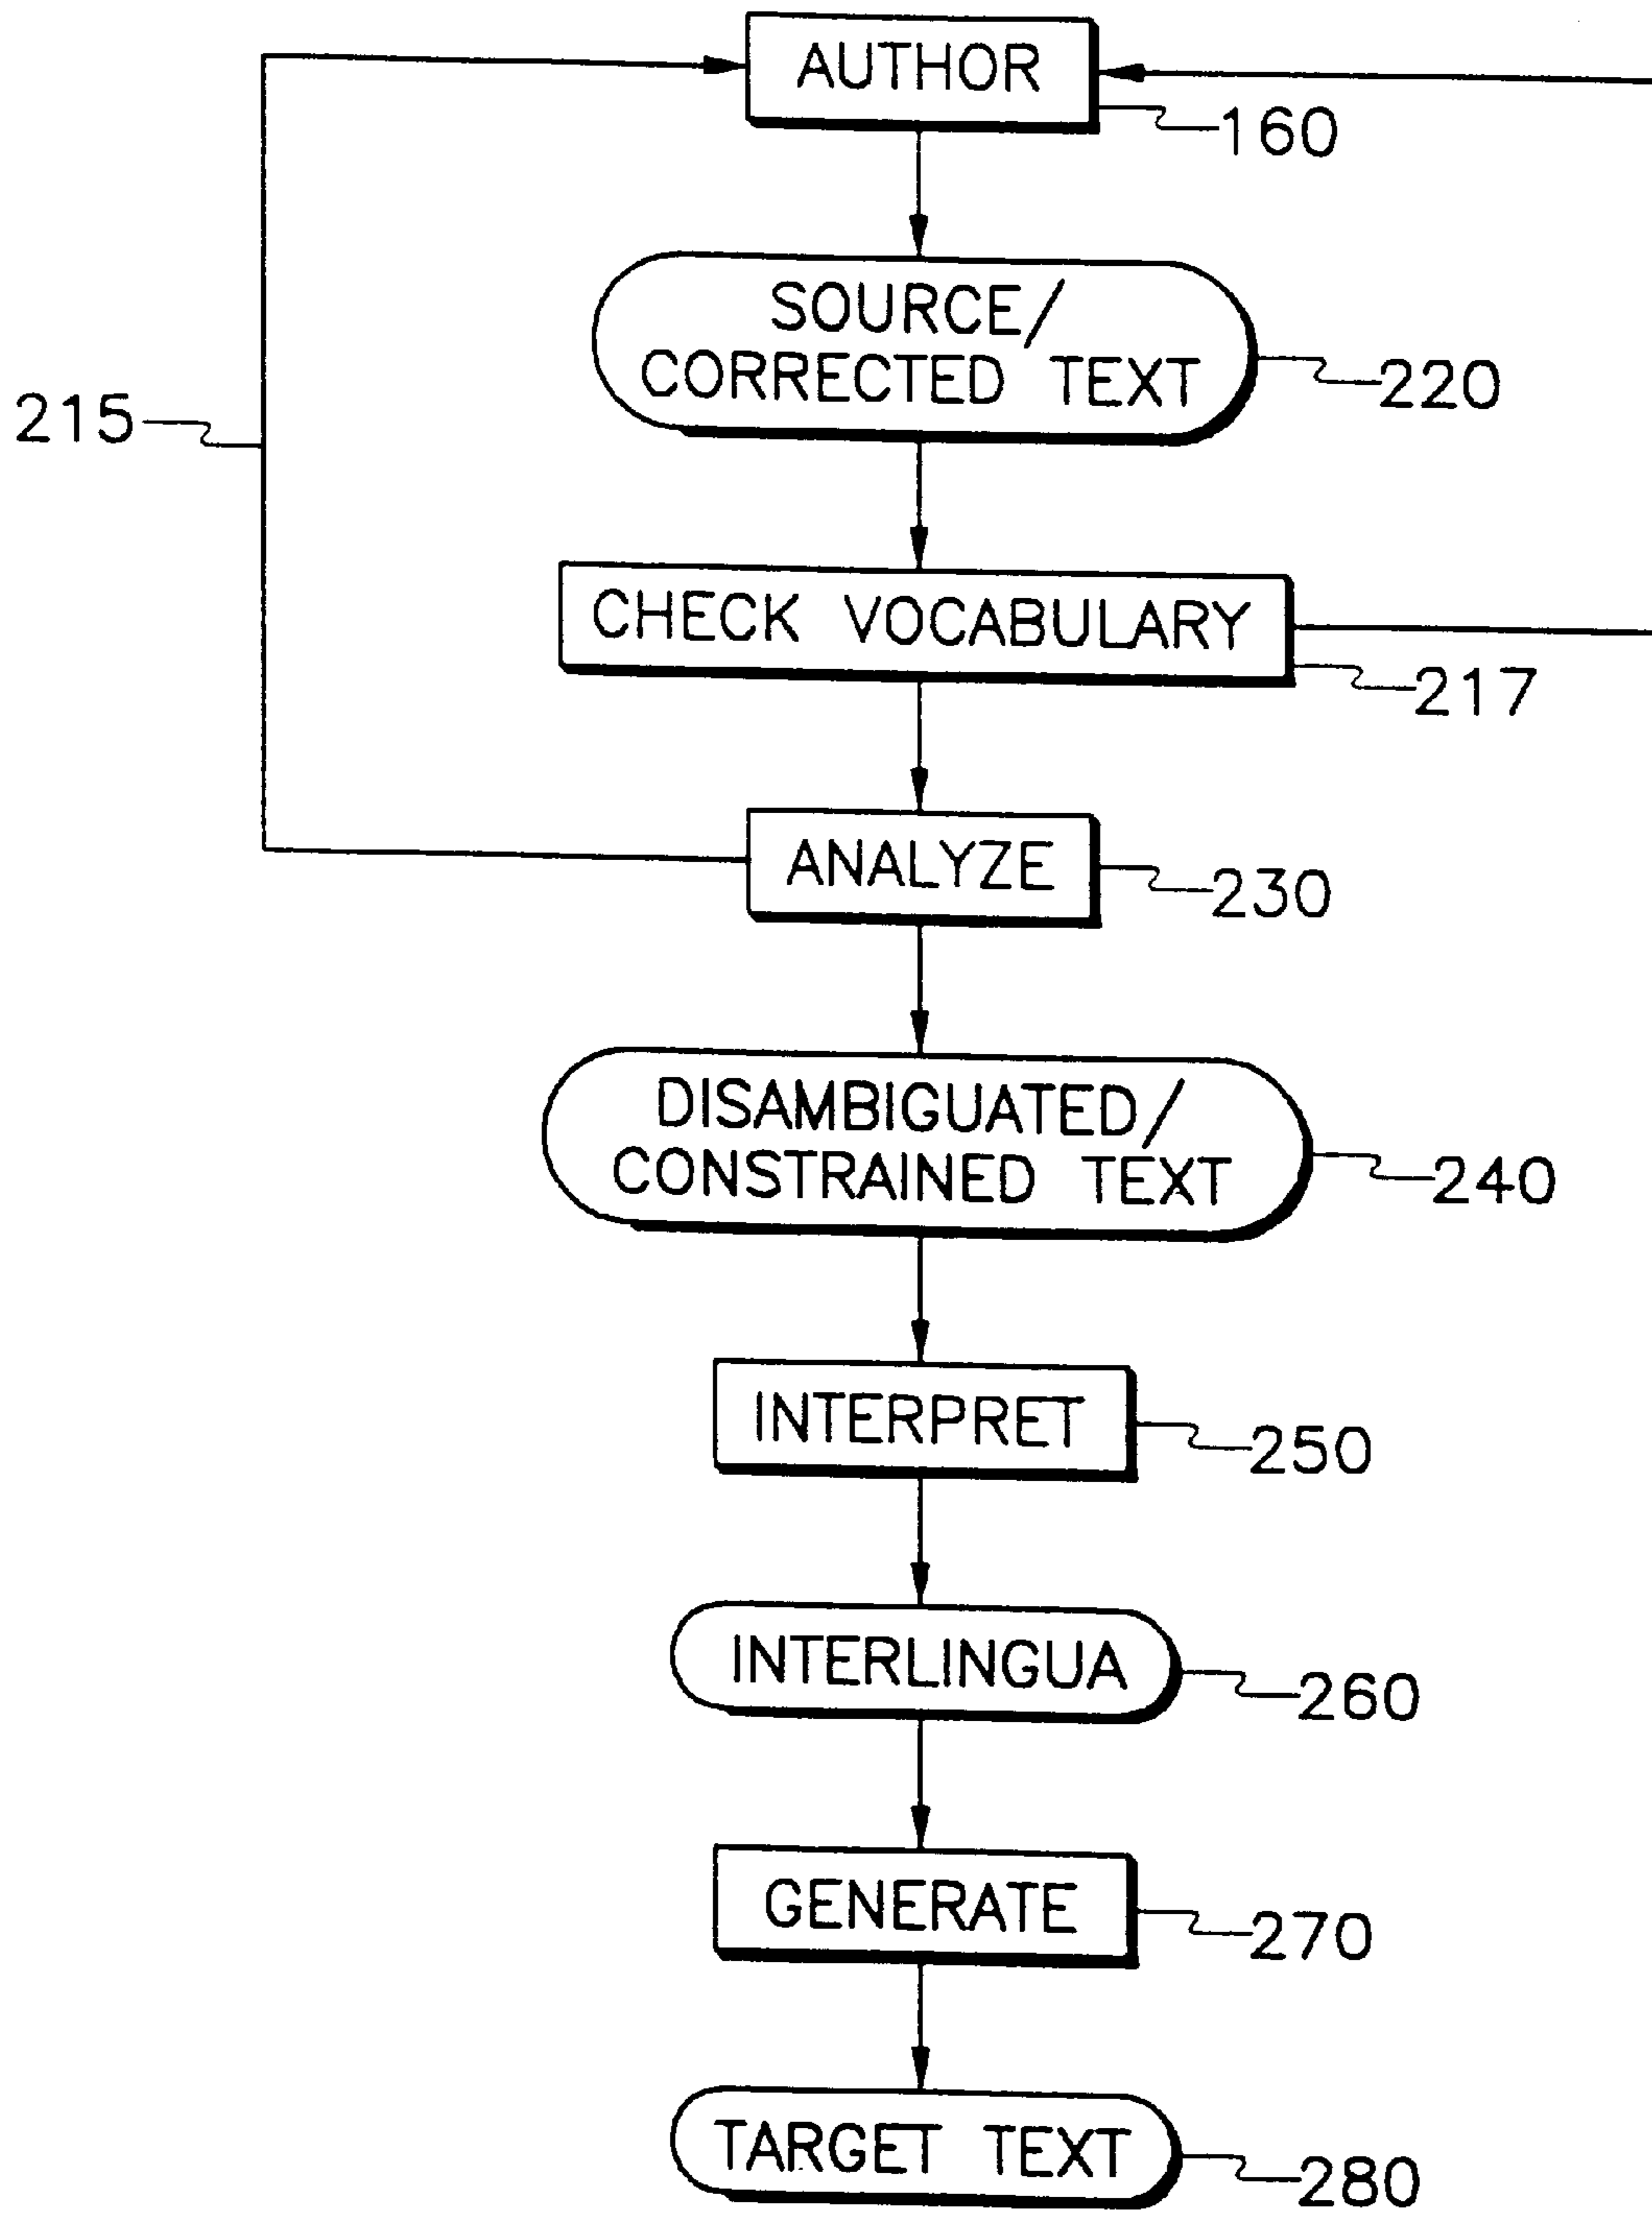 AUTHOR
160
SOURCE/
CORRECTED TEXT
220
215
CHECK VOCABULARY
217
ANALYZE
230
DISAMBIGUATED/
CONSTRAINED TEXT
240
INTERPRET
250
INTERLINGUA
260
GENERATE
270
TARGET TEXT
280